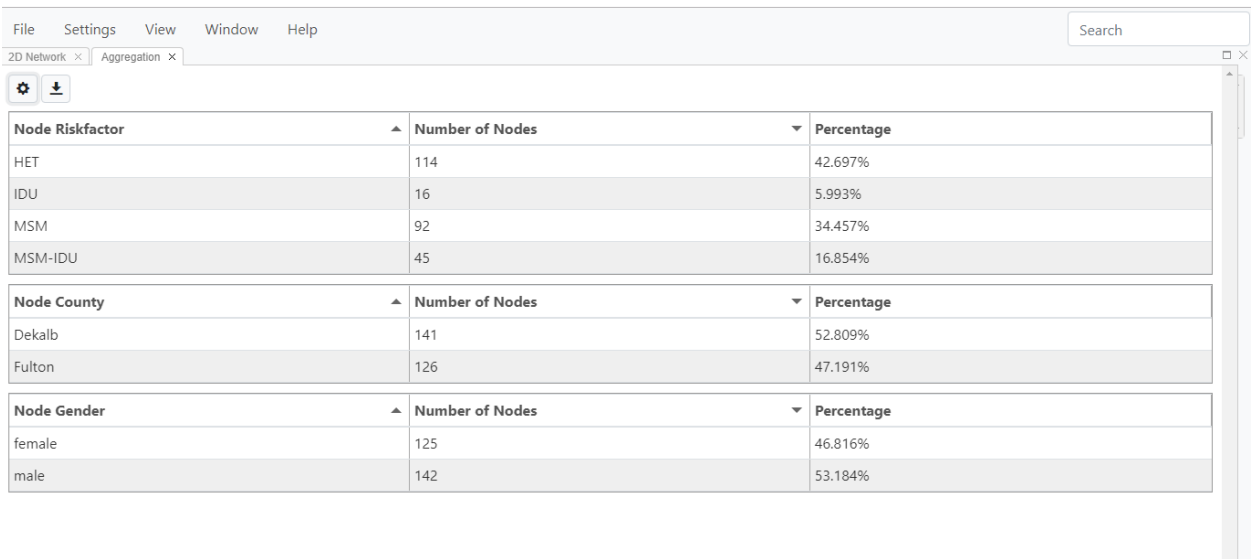 File Settings View Window Help Search
2D Network × Aggregation ×
Node Riskfactor Number of Nodes Percentage
HET 114 42.697%
IDU 16 5.993%
MSM 92 34.457%
MSM-IDU 45 16.854%
Node County Number of Nodes Percentage
Dekalb 141 52.809%
Fulton 126 47.191%
Node Gender Number of Nodes Percentage
female 125 46.816%
male 142 53.184%